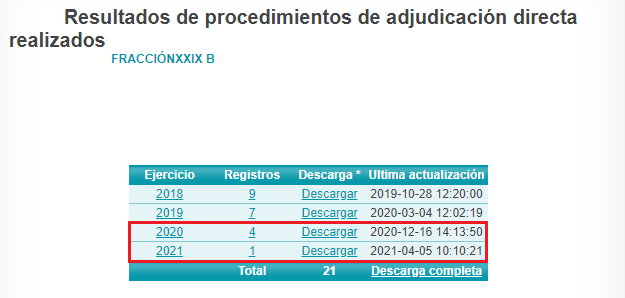 Resultados de procedimientos de adjudicación directa
realizados
FRACCIÓNXXIX B
Ejercicio Registros Descarga * Ultima actualización
2018 9 Descargar 2019-10-28 12:20:00
2019 7 Descargar 2020-03-04 12:02:19
2020 4 Descargar 2020-12-16 14:13:50
2021 1 Descargar 2021-04-05 10:10:21
Total 21 Descarga completa